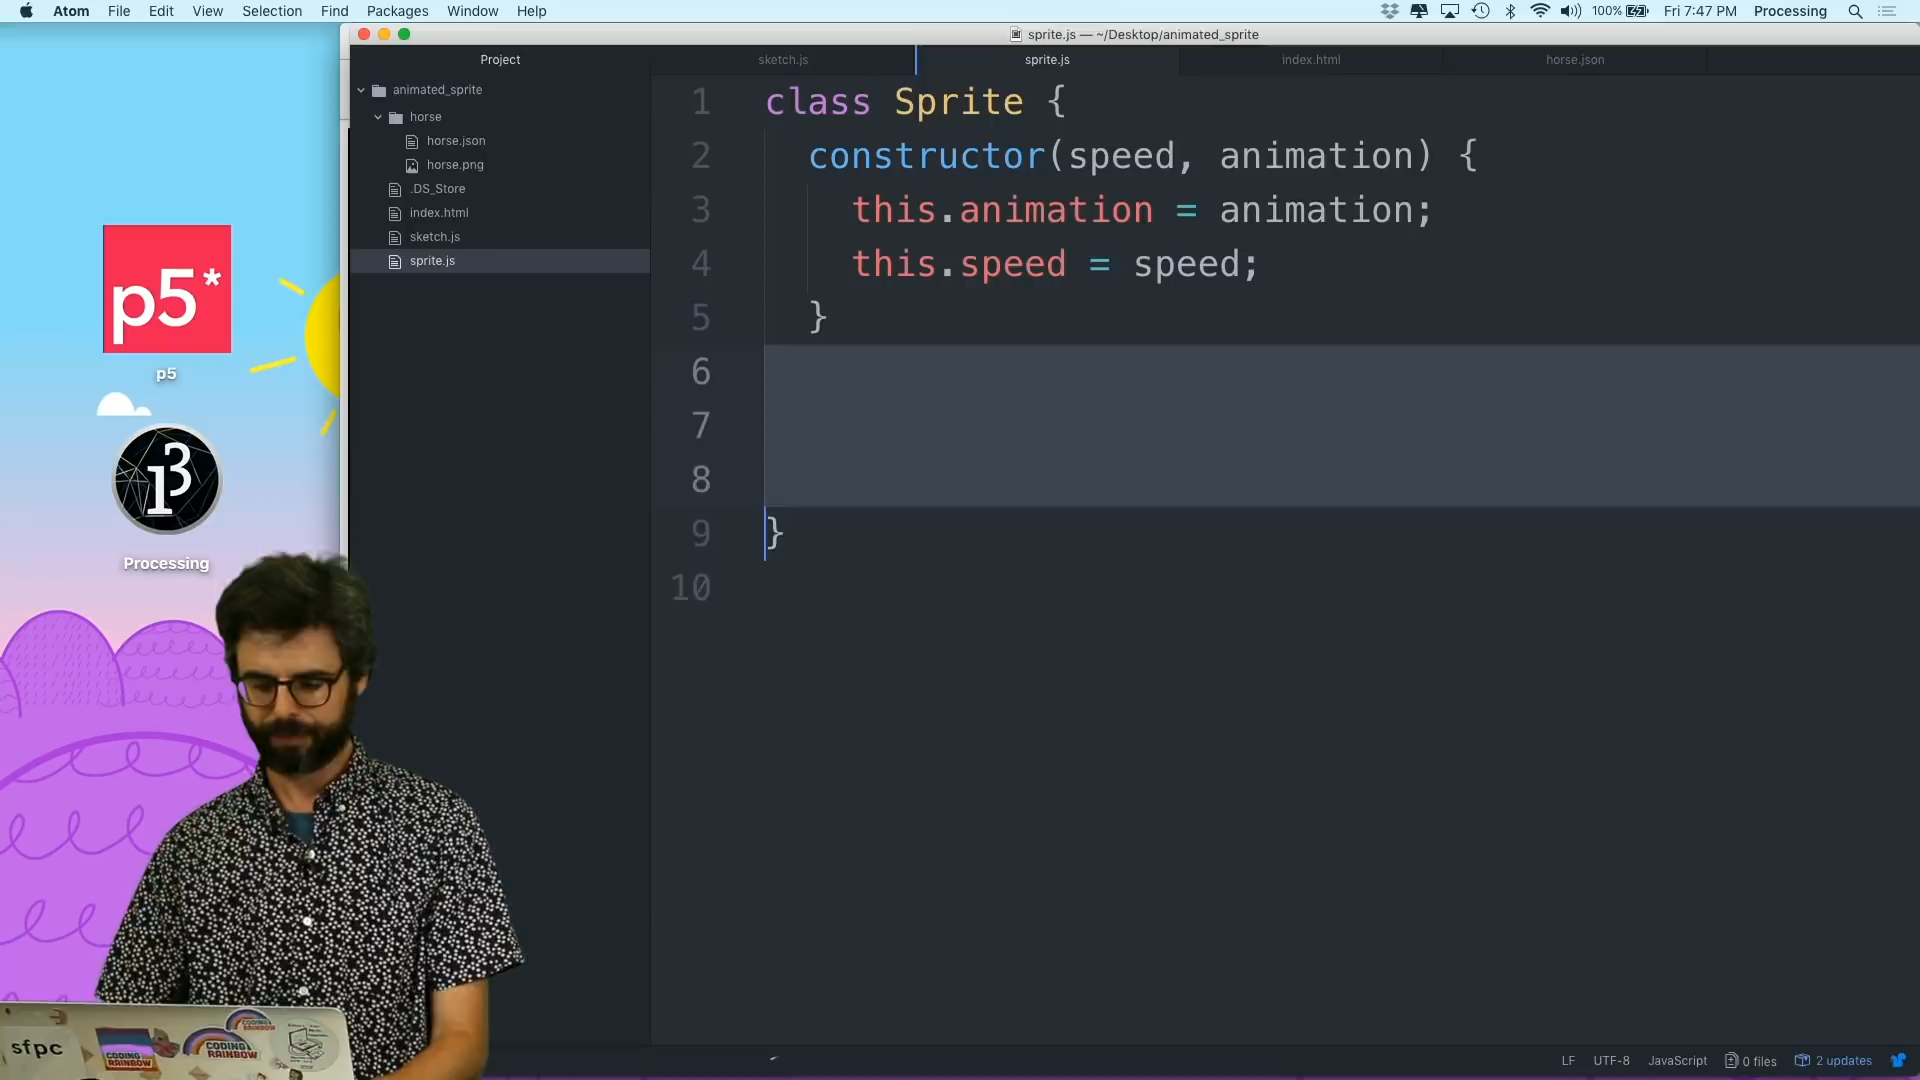 Atom File Edit View Selection Find Packages Window Help 100% Fri 7:47 PM Processing
sprite.js — ~/Desktop/animated_sprite
Project sketch.js sprite.js index.html horse.json
animated_sprite
horse
horse.json
horse.png
.DS_Store
index.html
sketch.js
sprite.js
1 class Sprite {
2 constructor(speed, animation) {
3 this.animation = animation;
4 this.speed = speed;
5 }
6
7
8
9 }
10
p5*
p5
Processing
sfpc
CODING RAINBOW
CODING RAINBOW
CODING RAINBOW
LF UTF-8 JavaScript 0 files 2 updates